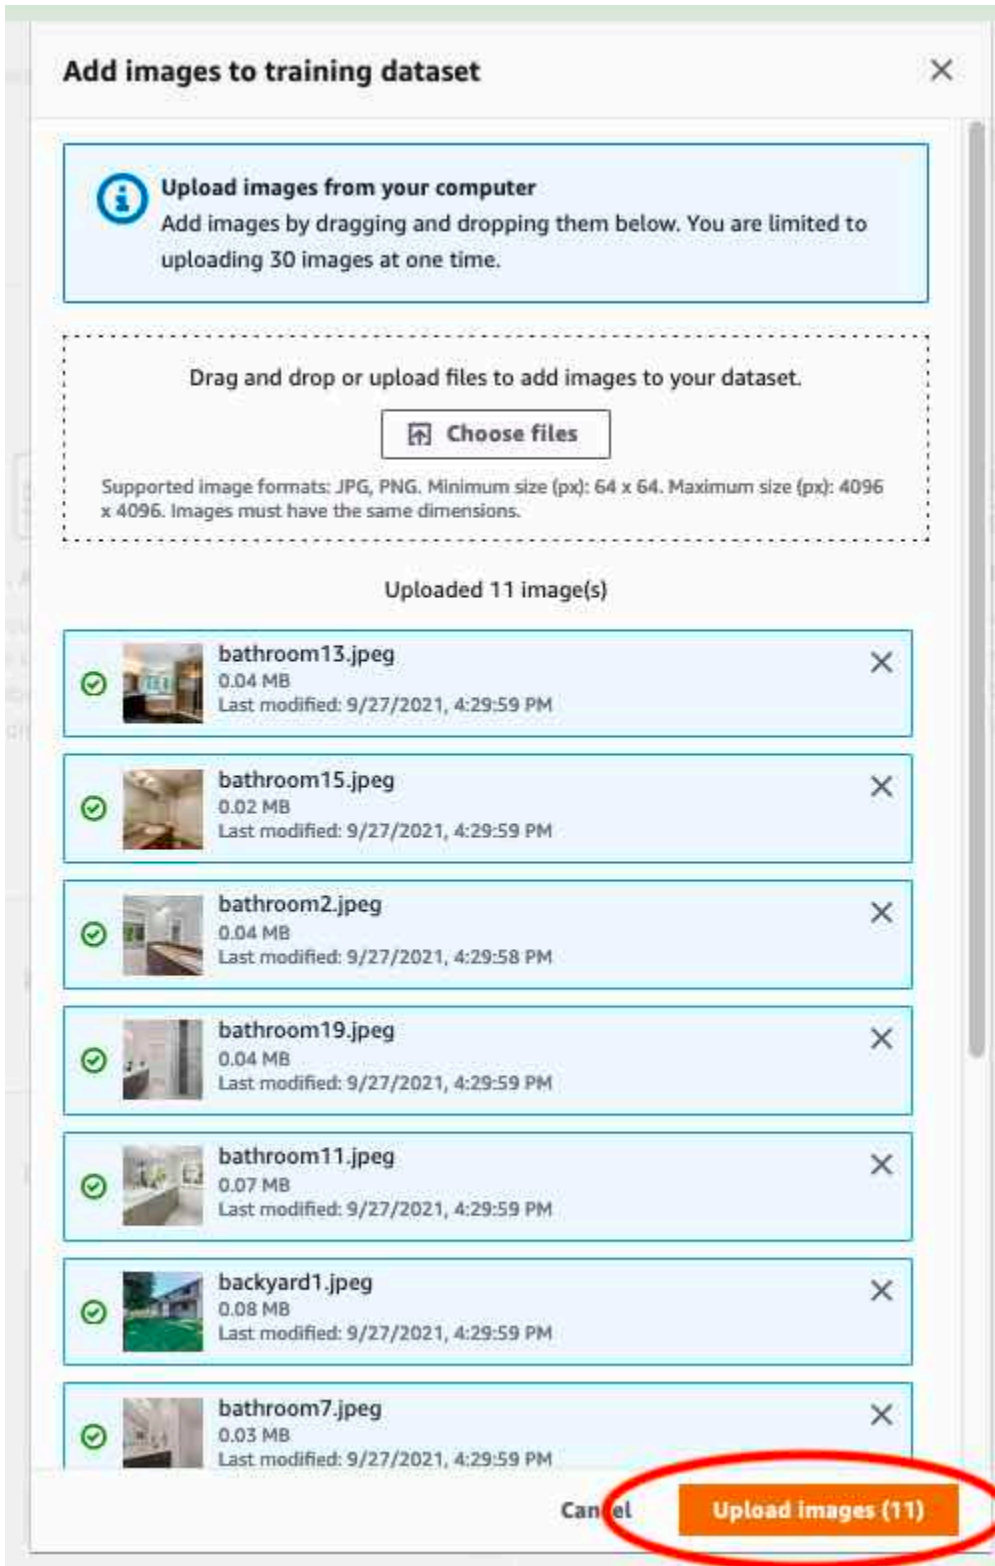 Add images to training dataset
Upload images from your computer
Add images by dragging and dropping them below. You are limited to
uploading 30 images at one time.
Drag and drop or upload files to add images to your dataset.
Choose files
Supported image formats: JPG, PNG. Minimum size (px): 64 x 64. Maximum size (px): 4096
x 4096. Images must have the same dimensions.
Uploaded 11 image(s)
bathroom13.jpeg
0.04 MB
Last modified: 9/27/2021, 4:29:59 PM
bathroom15.jpeg
0.02 MB
Last modified: 9/27/2021, 4:29:59 PM
bathroom2.jpeg
0.04 MB
Last modified: 9/27/2021, 4:29:58 PM
bathroom19.jpeg
0.04 MB
Last modified: 9/27/2021, 4:29:59 PM
bathroom11.jpeg
0.07 MB
Last modified: 9/27/2021, 4:29:59 PM
backyard1.jpeg
0.08 MB
Last modified: 9/27/2021, 4:29:59 PM
bathroom7.jpeg
0.03 MB
Last modified: 9/27/2021, 4:29:59 PM
Cancel
Upload images (11)